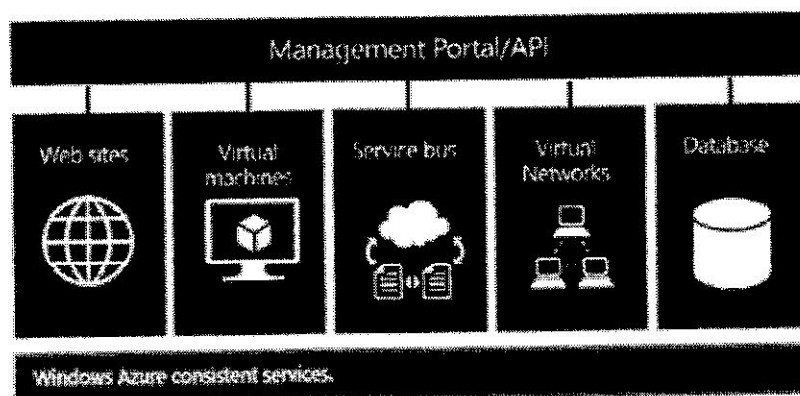 Management Portal/API
Web sites
Virtual
machines
Service bus
Virtual
Networks
Database
Windows Azure consistent services.